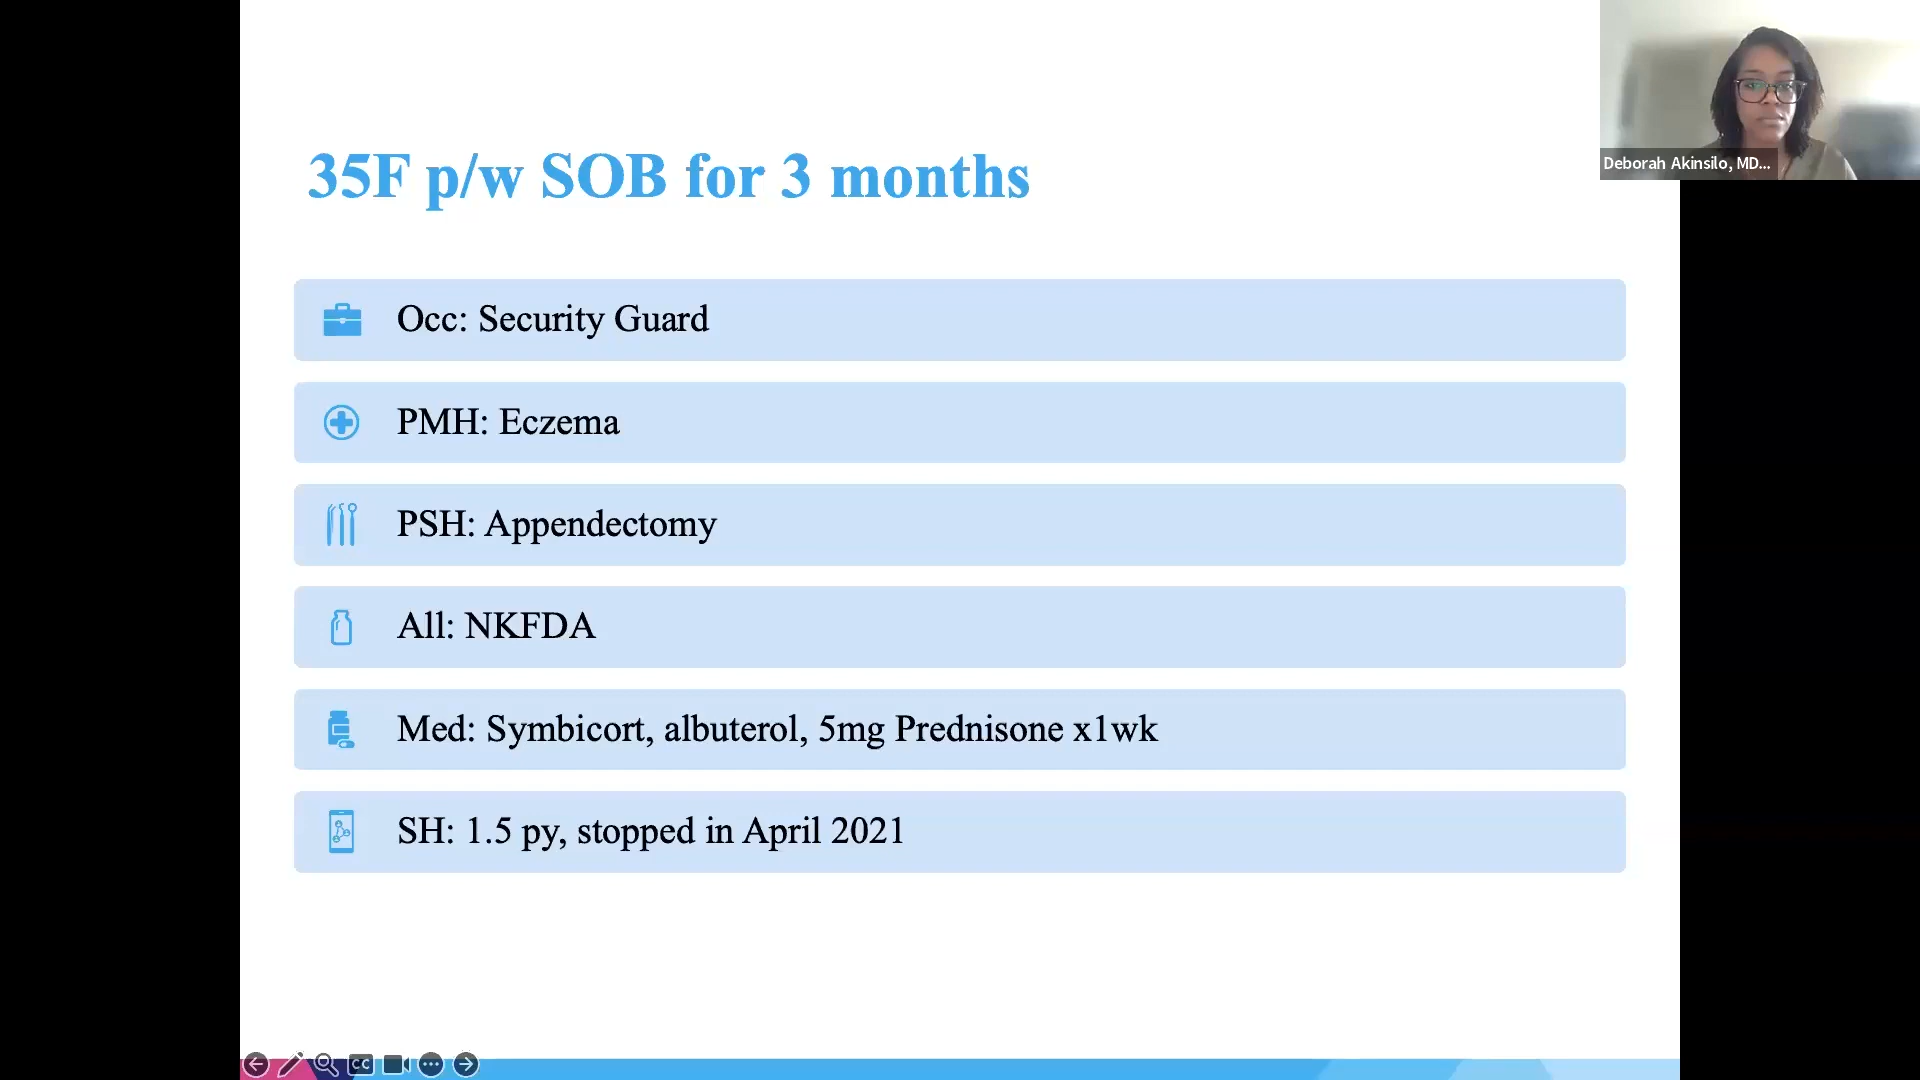 35F p/w SOB for 3 months
Deborah Akinsilo, MD...
Occ: Security Guard
PMH: Eczema
PSH: Appendectomy
All: NKFDA
Med: Symbicort, albuterol, 5mg Prednisone x1wk
SH: 1.5 py, stopped in April 2021
CC